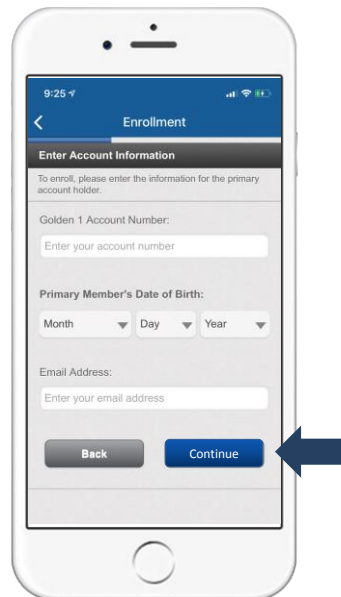 9:25
Enrollment
Enter Account Information
To enroll, please enter the information for the primary
account holder.
Golden 1 Account Number:
Enter your account number
Primary Member's Date of Birth:
Month Day Year
Email Address:
Enter your email address
Back Continue